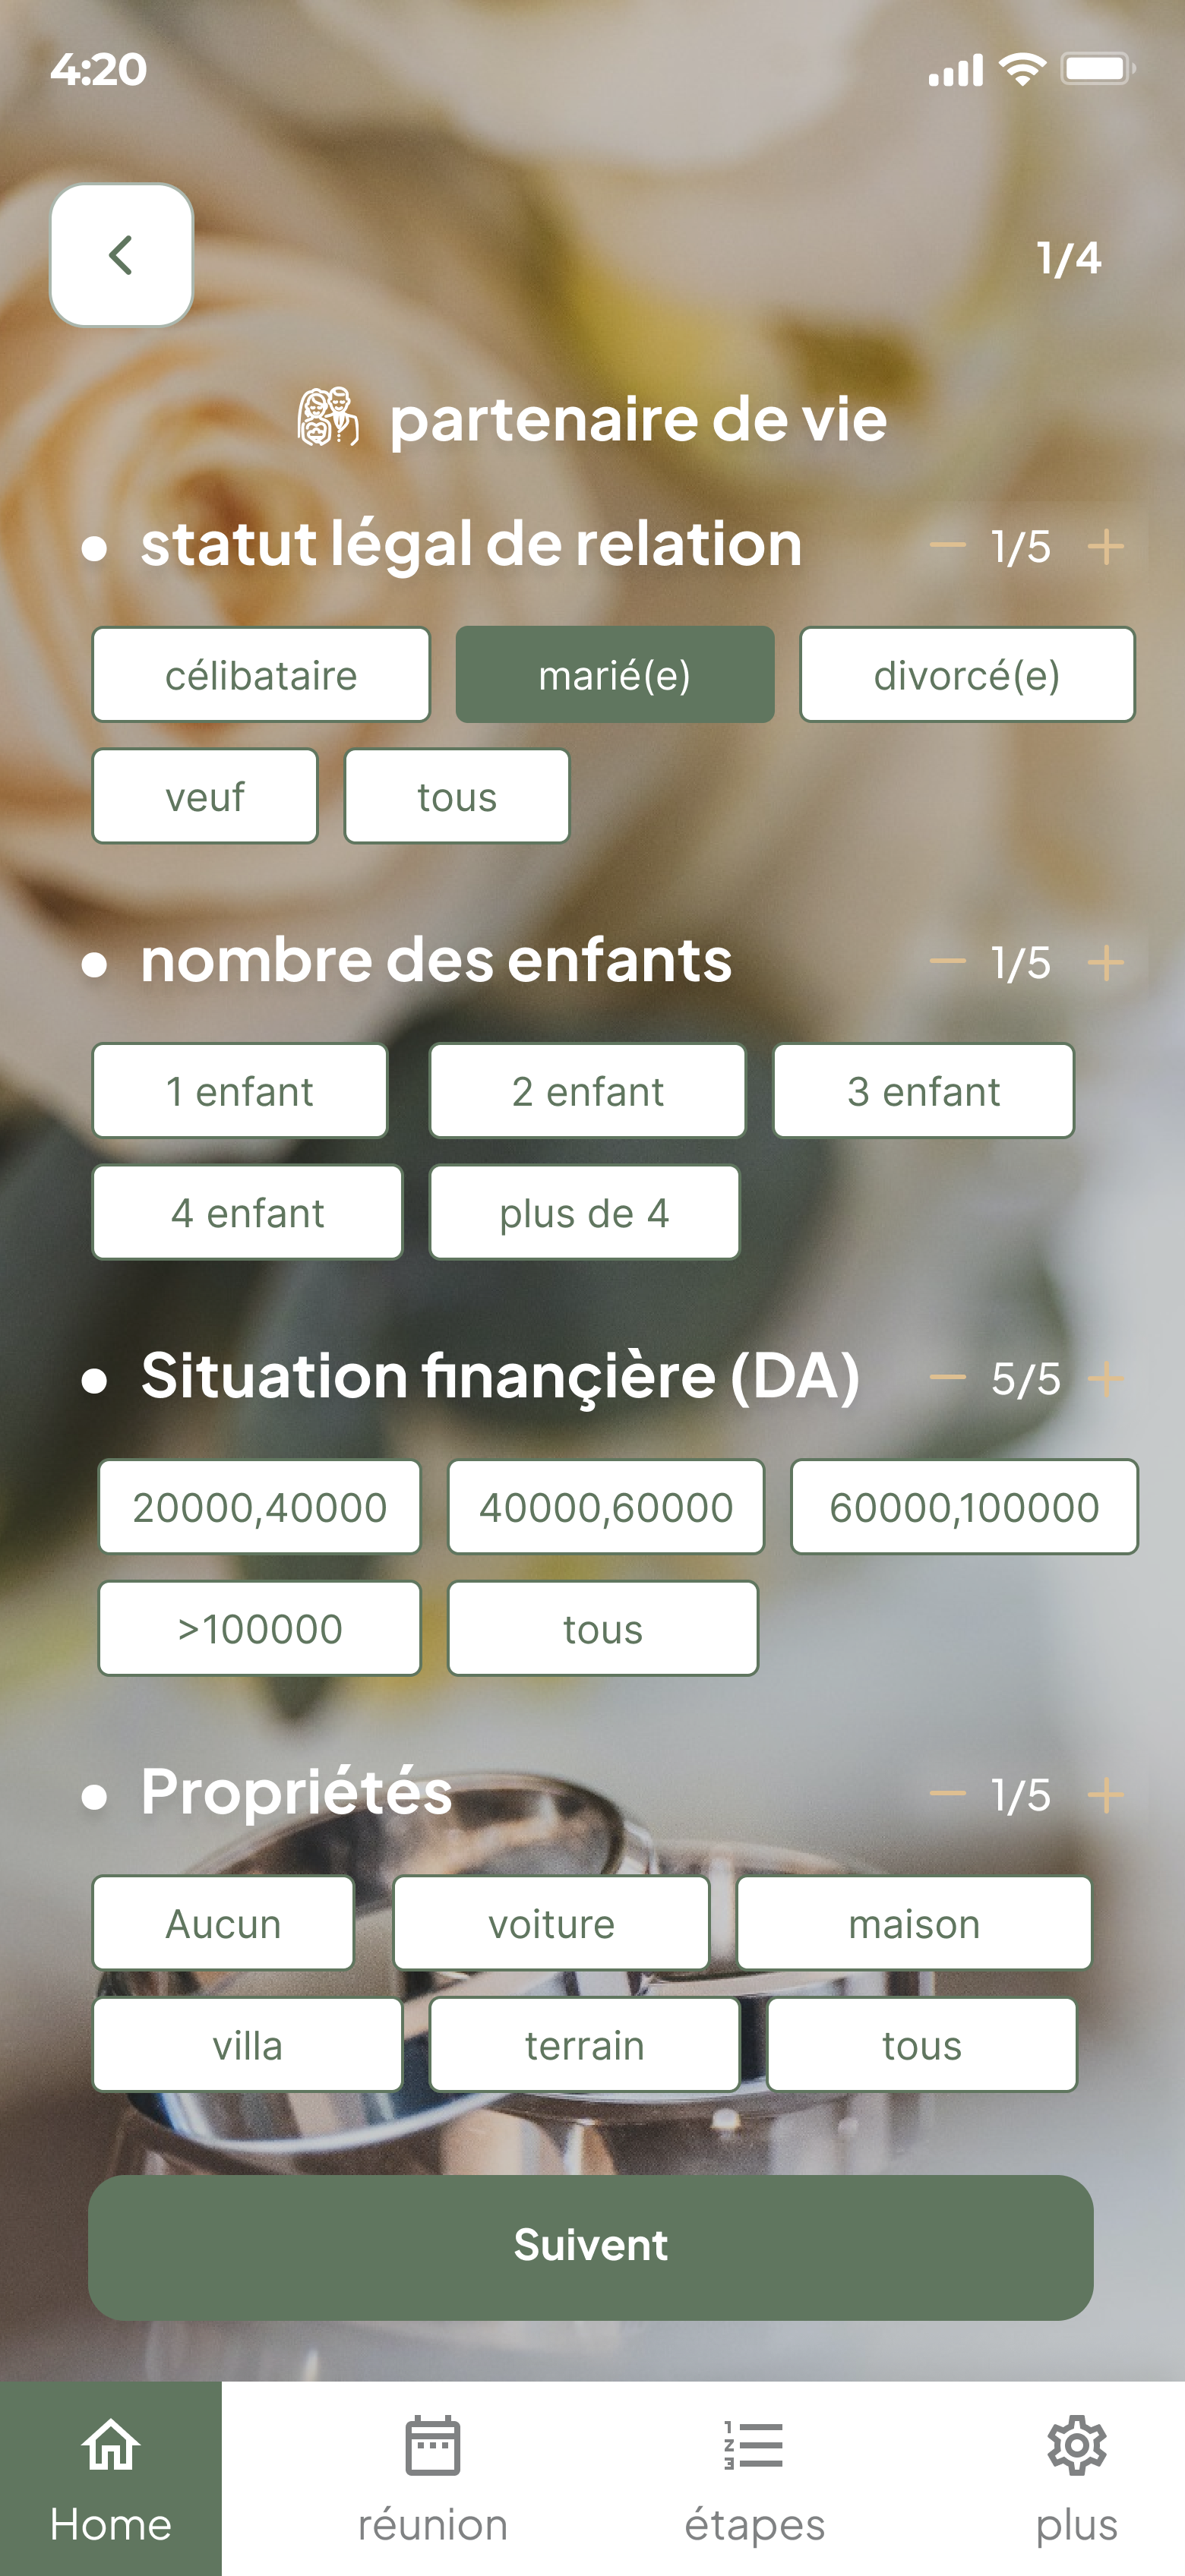 4:20
1/4
partenaire de vie
• statut légal de relation — 1/5 +
célibataire marié(e) divorcé(e)
veuf tous
• nombre des enfants — 1/5 +
1 enfant 2 enfant 3 enfant
4 enfant plus de 4
• Situation finançière (DA) — 5/5 +
20000,40000 40000,60000 60000,100000
>100000 tous
• Propriétés — 1/5 +
Aucun voiture maison
villa terrain tous
Suivent
Home réunion étapes plus